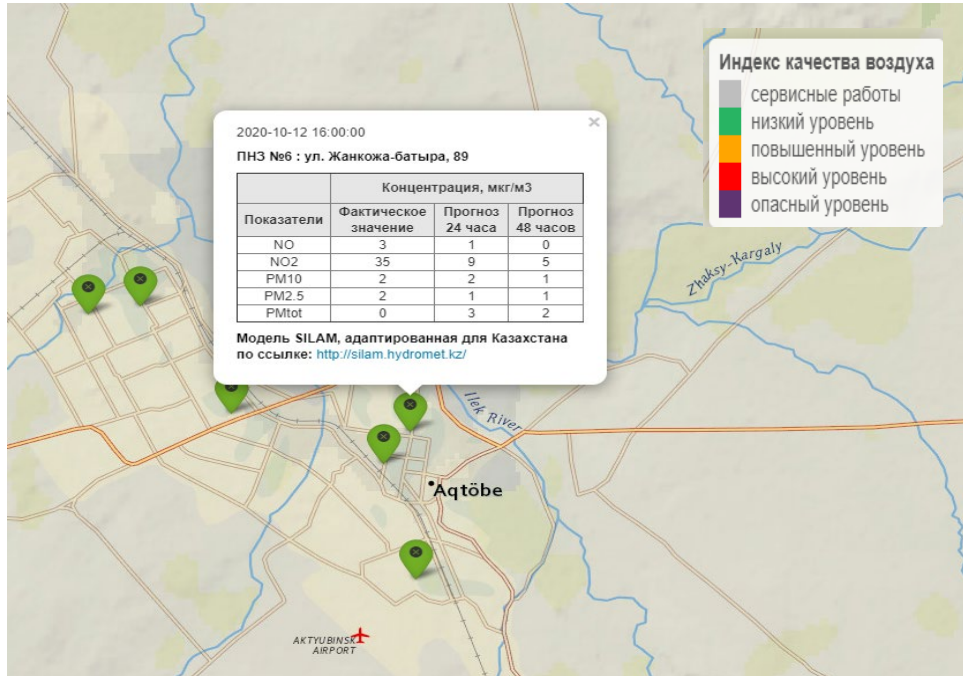 Индекс качества воздуха
сервисные работы
низкий уровень
повышенный уровень
высокий уровень
опасный уровень
2020-10-12 16:00:00
×
ПНЗ №6 : ул. Жанкожа-батыра, 89
Концентрация, мкг/м3
Показатели Фактическое значение Прогноз 24 часа Прогноз 48 часов
NO 3 1 0
NO2 35 9 5
PM10 2 2 1
PM2.5 2 1 1
PMtot 0 3 2
Модель SILAM, адаптированная для Казахстана
по ссылке: http://silam.hydromet.kz/
Zhaksy-Kargaly
Ilek River
Aqtöbe
AKTYUBINSK
AIRPORT